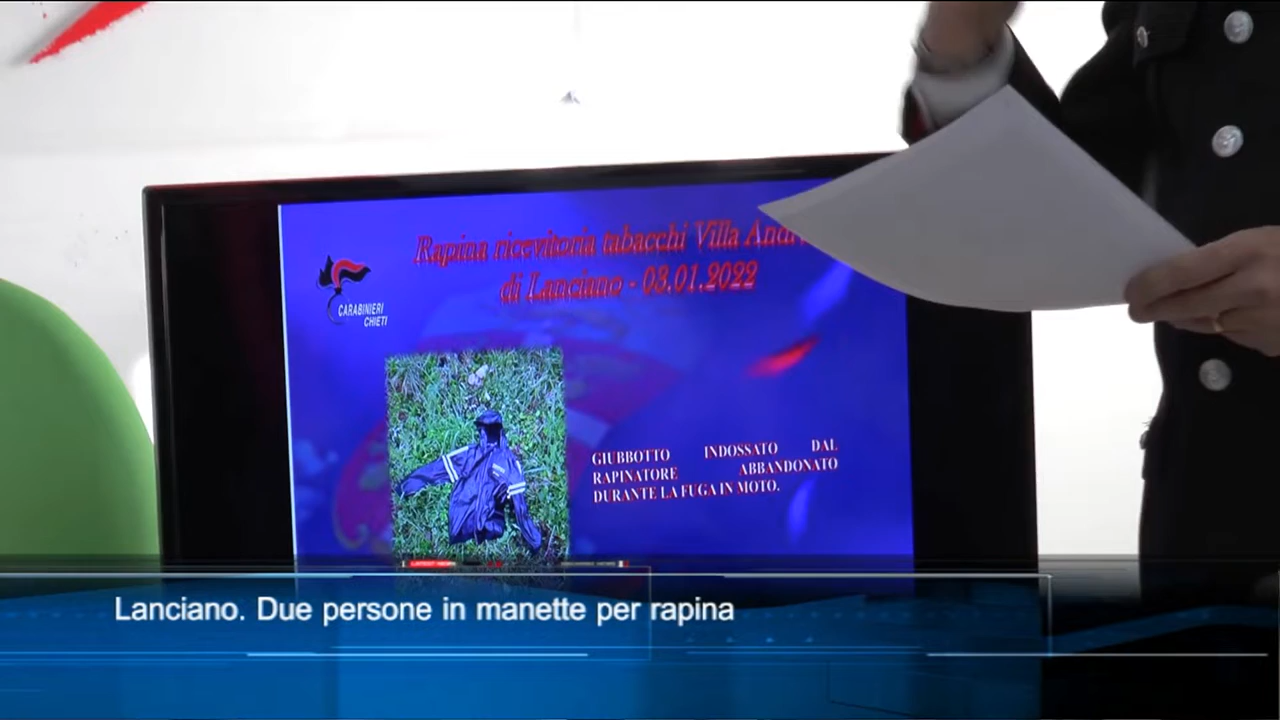 Rapina ricevitoria tabacchi Villa
di Lanciano - 03.01.2022
CARABINIERI
CHIETI
GIUBBOTTO INDOSSATO DAL
RAPINATORE ABBANDONATO
DURANTE LA FUGA IN MOTO.
Lanciano. Due persone in manette per rapina